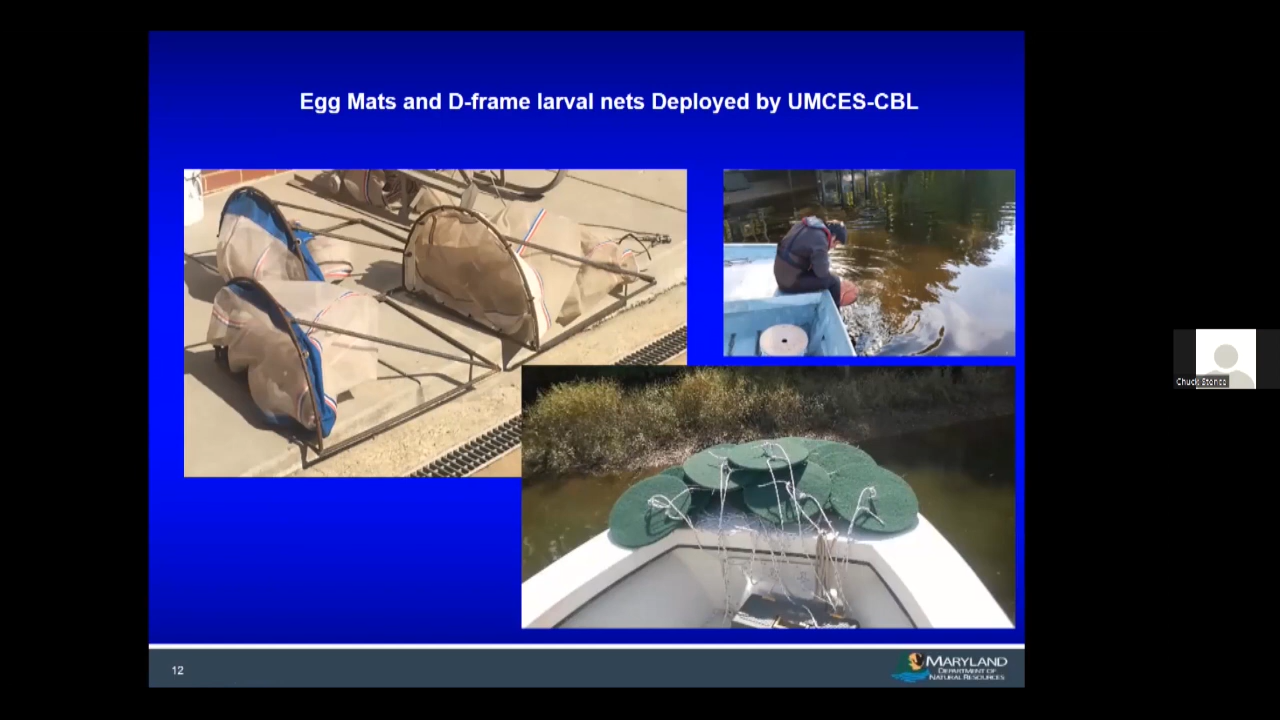 Egg Mats and D-frame larval nets Deployed by UMCES-CBL
Chuck Stence
12
MARYLAND
DEPARTMENT OF
NATURAL RESOURCES